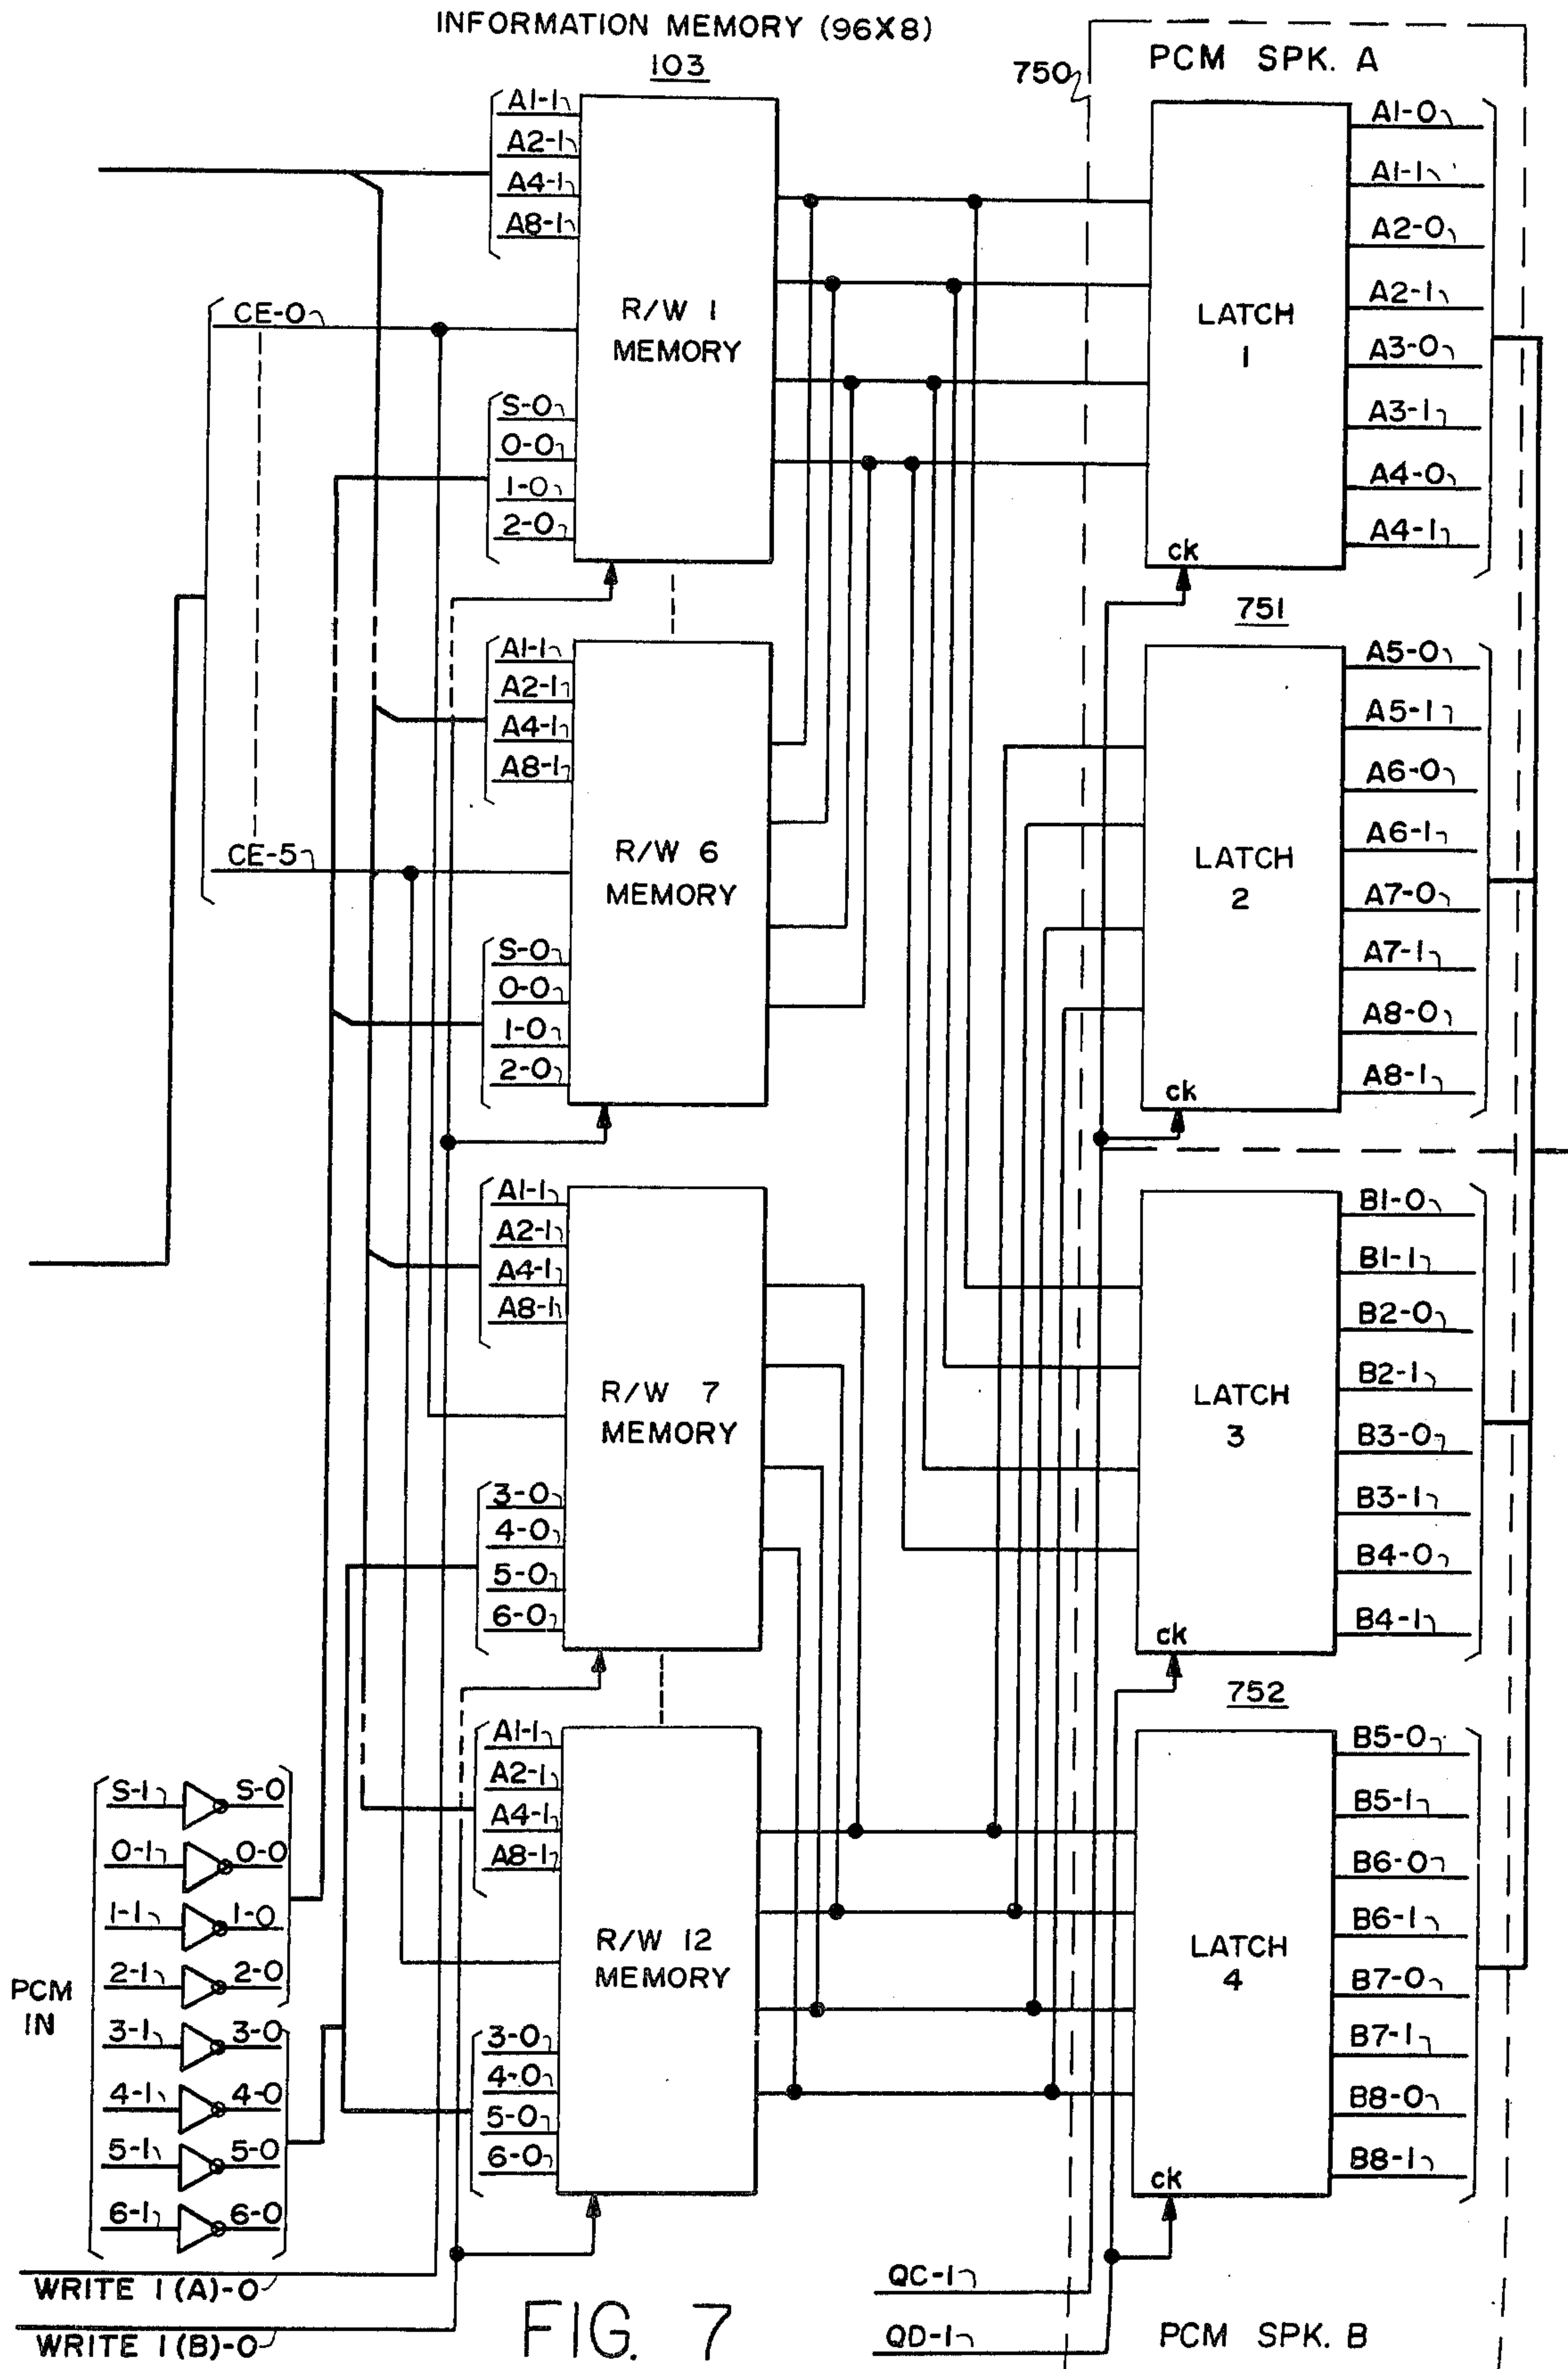 INFORMATION MEMORY (96X8)
103
750
PCM SPK. A
A1-1
A2-1
A4-1
A8-1
CE-0
S-0
0-0
1-0
2-0
R/W 1
MEMORY
LATCH
1
ck
A1-0
A1-1
A2-0
A2-1
A3-0
A3-1
A4-0
A4-1
751
A1-1
A2-1
A4-1
A8-1
CE-5
S-0
0-0
1-0
2-0
R/W 6
MEMORY
LATCH
2
ck
A5-0
A5-1
A6-0
A6-1
A7-0
A7-1
A8-0
A8-1
A1-1
A2-1
A4-1
A8-1
3-0
4-0
5-0
6-0
R/W 7
MEMORY
LATCH
3
ck
B1-0
B1-1
B2-0
B2-1
B3-0
B3-1
B4-0
B4-1
752
A1-1
A2-1
A4-1
A8-1
3-0
4-0
5-0
6-0
R/W 12
MEMORY
LATCH
4
ck
B5-0
B5-1
B6-0
B6-1
B7-0
B7-1
B8-0
B8-1
PCM
IN
S-1 S-0
0-1 0-0
1-1 1-0
2-1 2-0
3-1 3-0
4-1 4-0
5-1 5-0
6-1 6-0
WRITE 1(A)-0
WRITE 1(B)-0
FIG. 7
QC-1
QD-1
PCM SPK. B